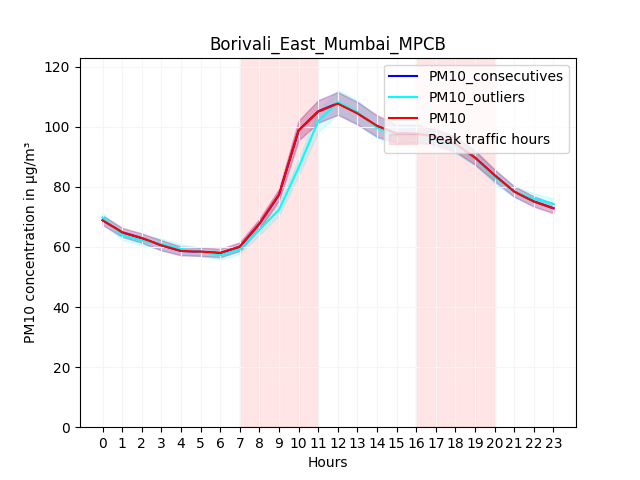 Borivali_East_Mumbai_MPCB
PM10 concentration in µg/m³
120
100
80
60
40
20
0
PM10_consecutives
PM10_outliers
PM10
Peak traffic hours
0 1 2 3 4 5 6 7 8 9 10 11 12 13 14 15 16 17 18 19 20 21 22 23
Hours